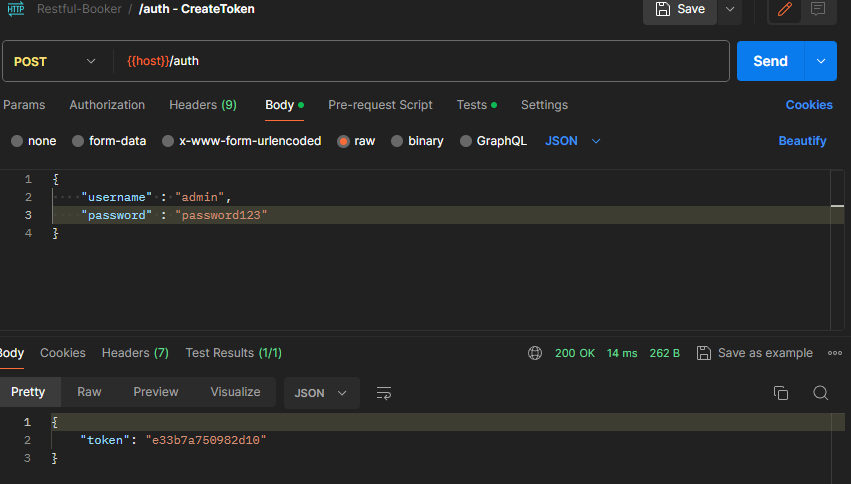 HTTP Restful-Booker / /auth - CreateToken Save
POST {{host}}/auth Send
Params Authorization Headers (9) Body Pre-request Script Tests Settings Cookies
none form-data x-www-form-urlencoded raw binary GraphQL JSON Beautify
1 {
2 "username" : "admin",
3 "password" : "password123"
4 }
Body Cookies Headers (7) Test Results (1/1) 200 OK 14 ms 262 B Save as example
Pretty Raw Preview Visualize JSON
1 {
2 "token": "e33b7a750982d10"
3 }